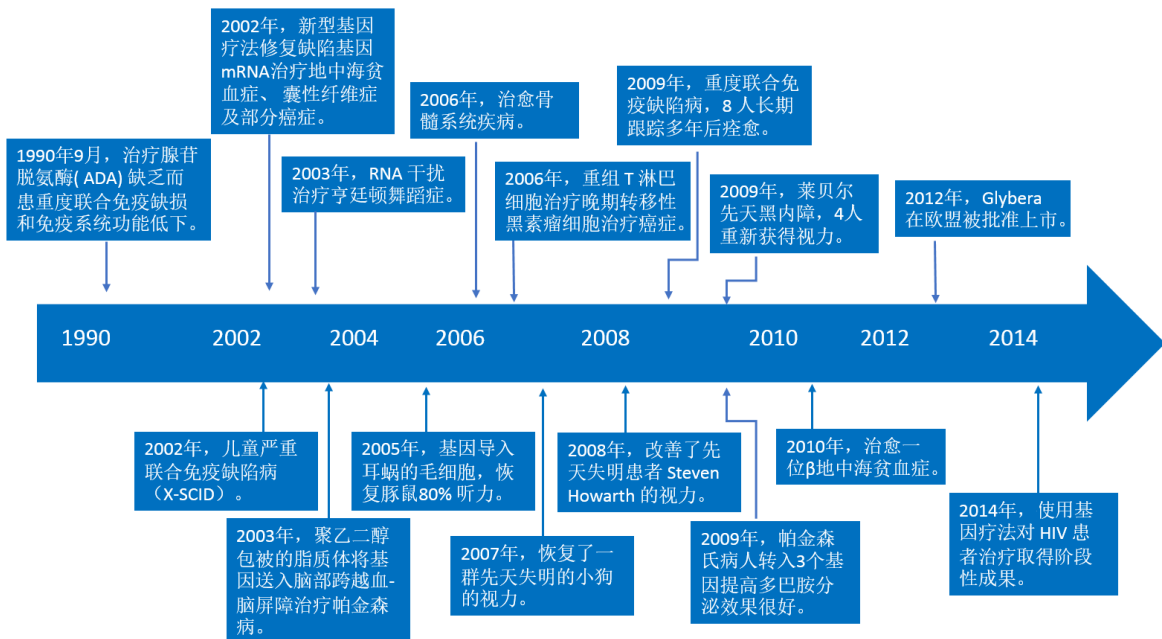 2002年，新型基因
疗法修复缺陷基因
mRNA治疗地中海贫
血症、 囊性纤维症
及部分癌症。
2006年，治愈骨
髓系统疾病。
2009年，重度联合免
疫缺陷病，8 人长期
跟踪多年后痊愈。
1990年9月，治疗腺苷
脱氨酶( ADA) 缺乏而
患重度联合免疫缺损
和免疫系统功能低下。
2003年，RNA 干扰
治疗亨廷顿舞蹈症。
2006年，重组 T 淋巴
细胞治疗晚期转移性
黑素瘤细胞治疗癌症。
2009年，莱贝尔
先天黑内障，4人
重新获得视力。
2012年，Glybera
在欧盟被批准上市。
1990 2002 2004 2006 2008 2010 2012 2014
2002年，儿童严重
联合免疫缺陷病
（X-SCID）。
2005年，基因导入
耳蜗的毛细胞，恢
复豚鼠80% 听力。
2008年，改善了先
天失明患者 Steven
Howarth 的视力。
2010年，治愈一
位β地中海贫血症。
2003年，聚乙二醇
包被的脂质体将基
因送入脑部跨越血-
脑屏障治疗帕金森
病。
2007年，恢复了一
群先天失明的小狗
的视力。
2009年，帕金森
氏病人转入3个基
因提高多巴胺分
泌效果很好。
2014年，使用基
因疗法对 HIV 患
者治疗取得阶段
性成果。